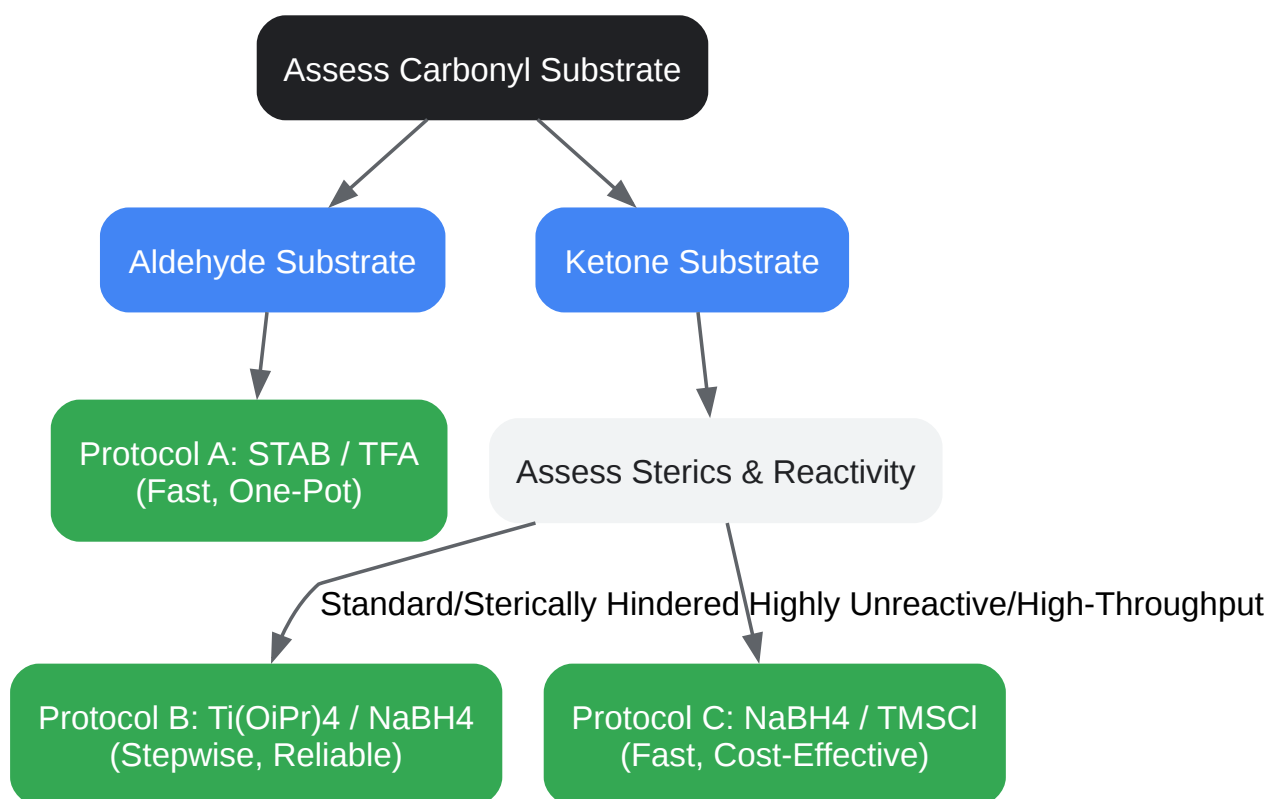 Assess Carbonyl Substrate
Aldehyde Substrate
Ketone Substrate
Protocol A: STAB / TFA
(Fast, One-Pot)
Assess Sterics & Reactivity
Standard/Sterically Hindered
Highly Unreactive/High-Throughput
Protocol B: Ti(OiPr)4 / NaBH4
(Stepwise, Reliable)
Protocol C: NaBH4 / TMSCl
(Fast, Cost-Effective)